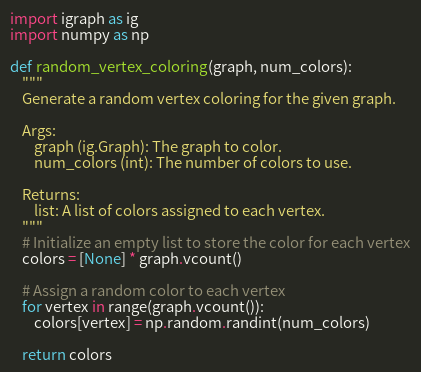 import igraph as ig
import numpy as np
def random_vertex_coloring(graph, num_colors):
"""
Generate a random vertex coloring for the given graph.
Args:
graph (ig.Graph): The graph to color.
num_colors (int): The number of colors to use.
Returns:
list: A list of colors assigned to each vertex.
"""
# Initialize an empty list to store the color for each vertex
colors = [None] * graph.vcount()
# Assign a random color to each vertex
for vertex in range(graph.vcount()):
colors[vertex] = np.random.randint(num_colors)
return colors